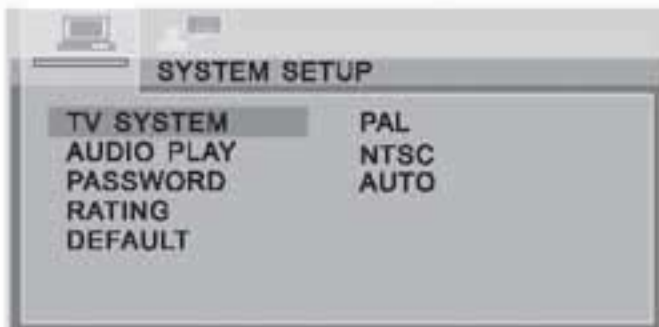 SYSTEM SETUP
TV SYSTEM PAL
AUDIO PLAY NTSC
PASSWORD AUTO
RATING
DEFAULT